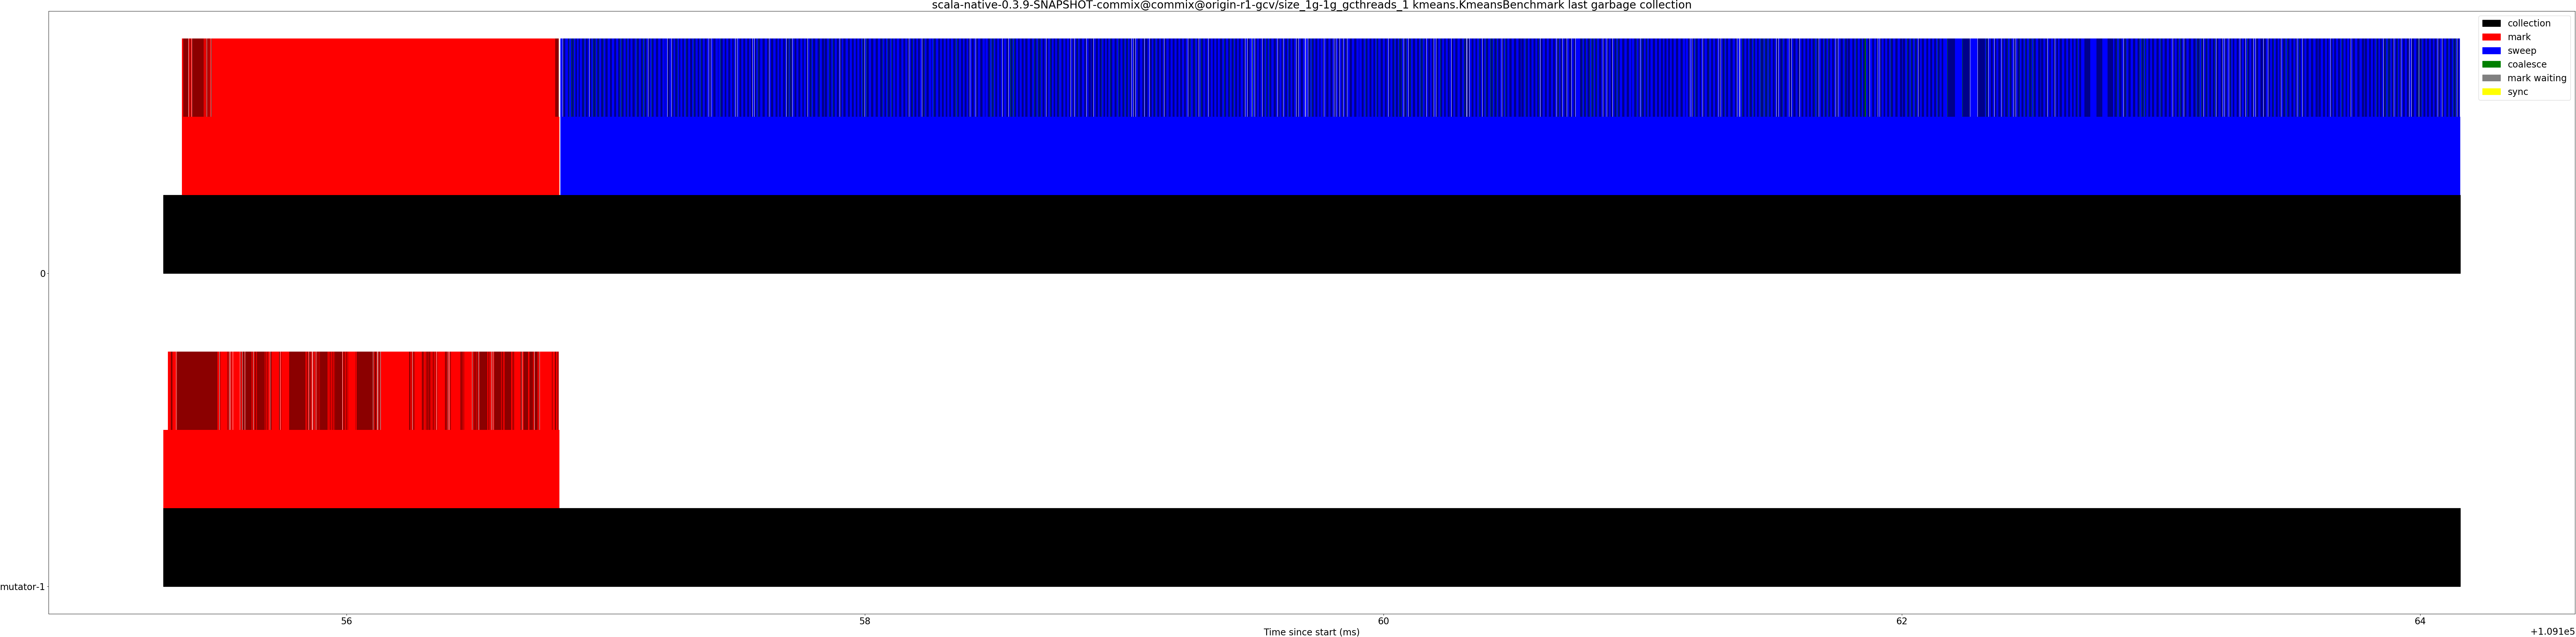 scala-native-0.3.9-SNAPSHOT-commix@commix@origin-r1-gcv/size_1g-1g_gcthreads_1 kmeans.KmeansBenchmark last garbage collection
collection
mark
sweep
coalesce
mark waiting
sync
0
mutator-1
56
58
60
62
64
Time since start (ms)
+1.091e5